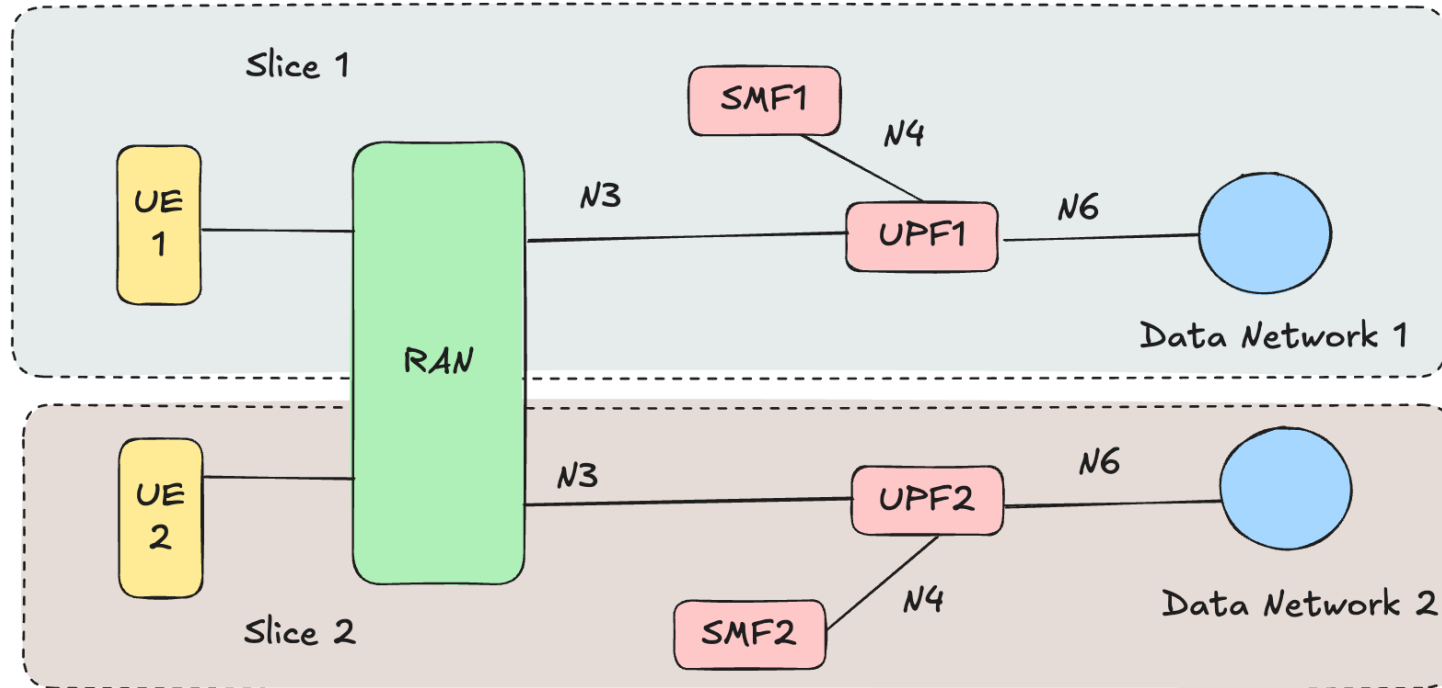 Slice 1
SMF1
N4
UE
1
N3
UPF1
N6
Data Network 1
RAN
UE
2
N3
UPF2
N6
N4
Data Network 2
SMF2
Slice 2